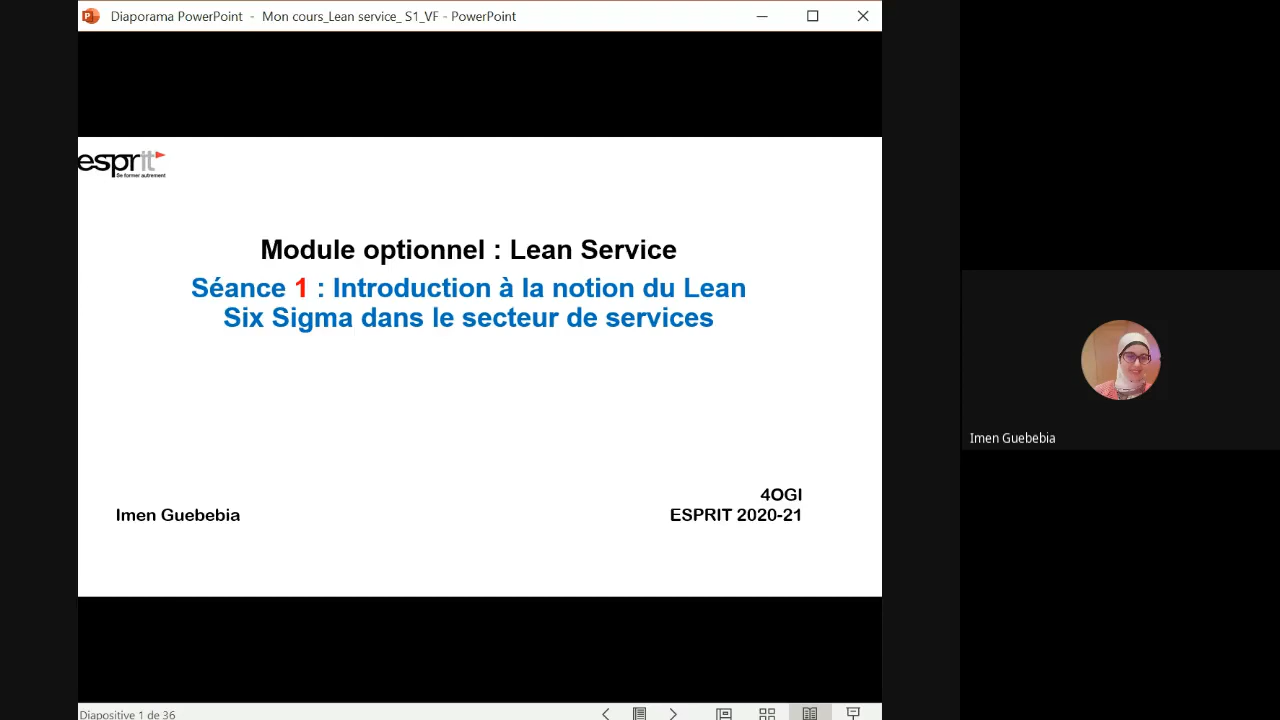 Diaporama PowerPoint - Mon cours_Lean service_ S1_VF - PowerPoint
esprit
Se former autrement
Module optionnel : Lean Service
Séance 1 : Introduction à la notion du Lean
Six Sigma dans le secteur de services
Imen Guebebia
4OGI
ESPRIT 2020-21
Imen Guebebia
Diapositive 1 de 36